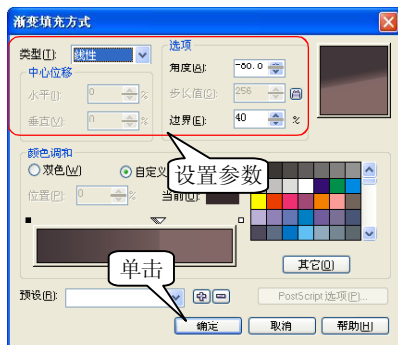 渐变填充方式
类型(T): 线性
选项
中心位移
角度(A): -80.0
水平(I): 0 %
步长值(S): 256
垂直(V): 0 %
边界(E): 40 %
设置参数
颜色调和
双色(W)
自定义
位置(P): 0 %
当前(U):
单击
其它(O)
预设(R):
PostScript 选项(P)...
确定
取消
帮助(H)